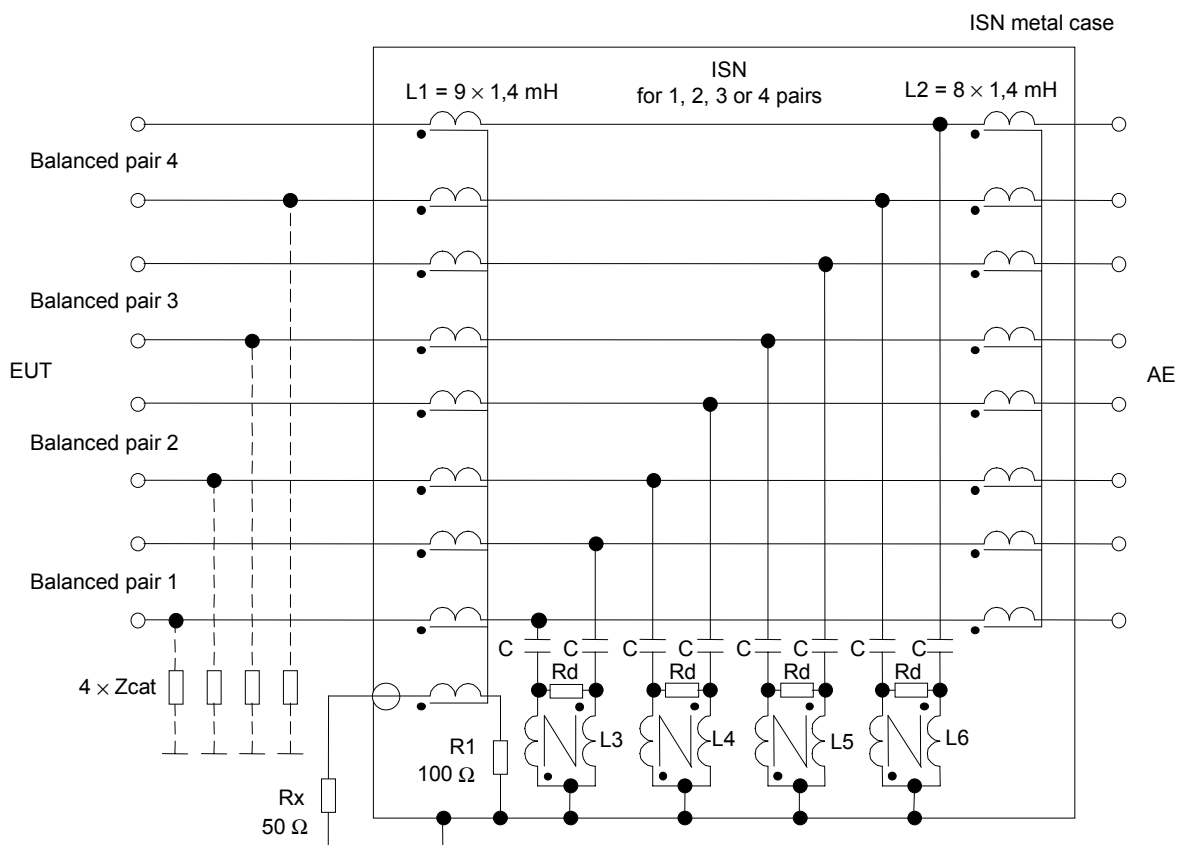 ISN metal case
ISN
for 1, 2, 3 or 4 pairs
L1 = 9 × 1,4 mH
L2 = 8 × 1,4 mH
Balanced pair 4
Balanced pair 3
EUT
AE
Balanced pair 2
Balanced pair 1
C
C
C
C
C
C
C
C
Rd
Rd
Rd
Rd
4 × Zcat
L3
L4
L5
L6
R1
100 Ω
Rx
50 Ω